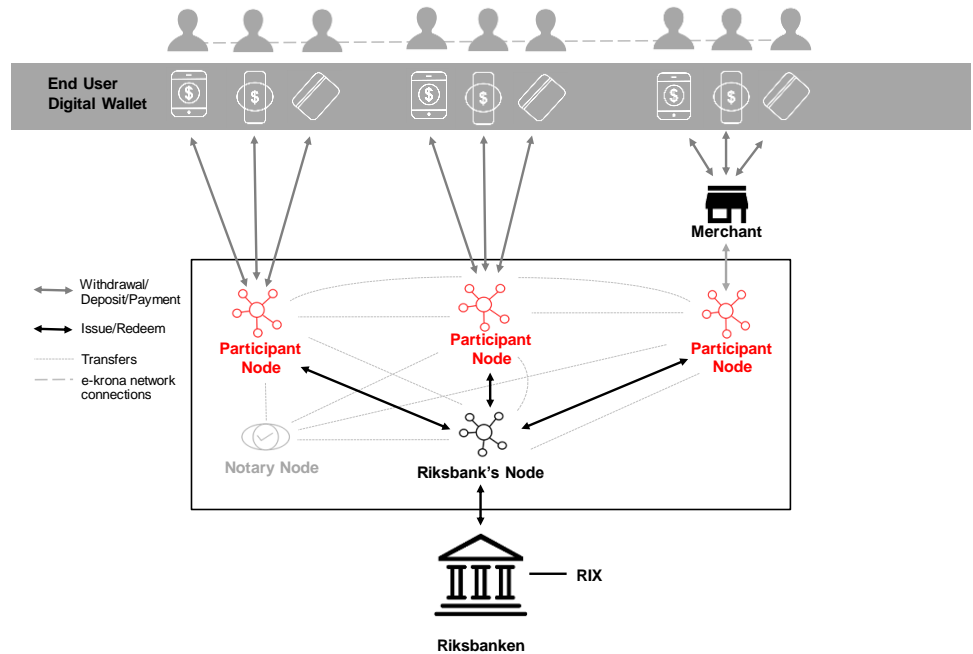 End User
Digital Wallet
$
$
$
$
$
$
Merchant
Withdrawal/
Deposit/Payment
Issue/Redeem
Transfers
e-krona network
connections
Participant
Node
Participant
Node
Participant
Node
Notary Node
Riksbank's Node
RIX
Riksbanken